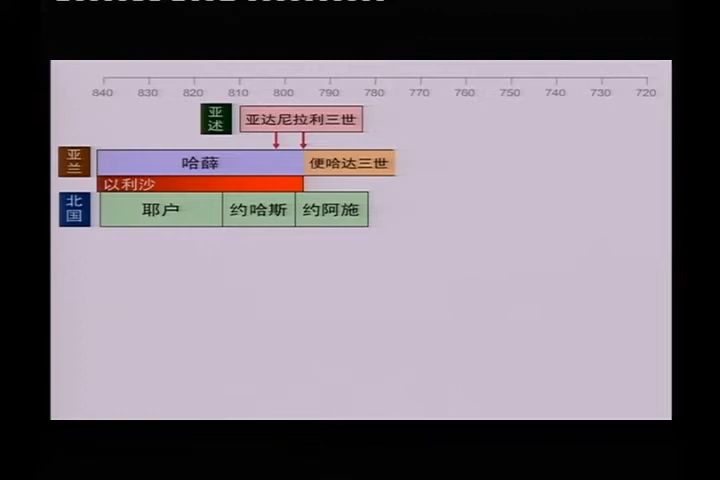 840 830 820 810 800 790 780 770 760 750 740 730 720
亚述
亚达尼拉利三世
亚兰
哈薛
便哈达三世
以利沙
北国
耶户
约哈斯
约阿施